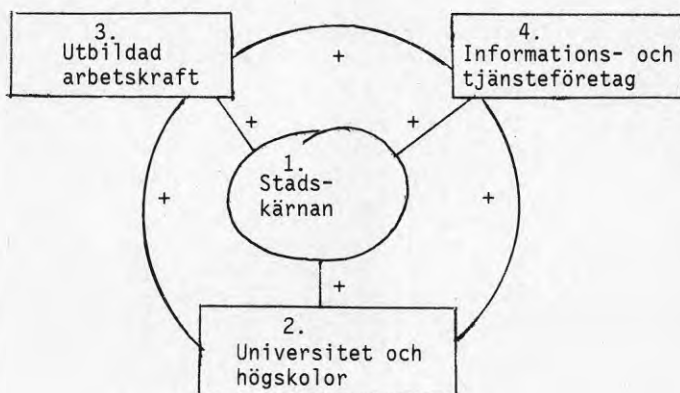 3.
Utbildad
arbetskraft
4.
Informations- och
tjänsteföretag
+
+
+
1.
Stads-
kärnan
+
+
+
2.
Universitet och
högskolor